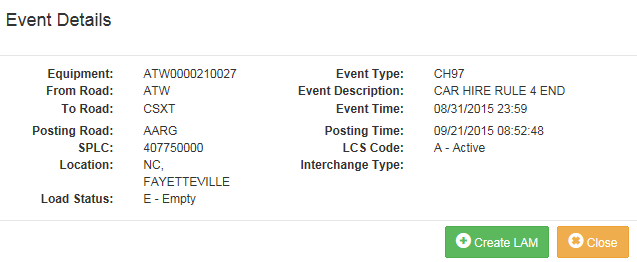 Event Details
Equipment: ATW0000210027 Event Type: CH97
From Road: ATW Event Description: CAR HIRE RULE 4 END
To Road: CSXT Event Time: 08/31/2015 23:59
Posting Road: AARG Posting Time: 09/21/2015 08:52:48
SPLC: 407750000 LCS Code: A - Active
Location: NC, Interchange Type:
FAYETTEVILLE
Load Status: E - Empty
Create LAM Close